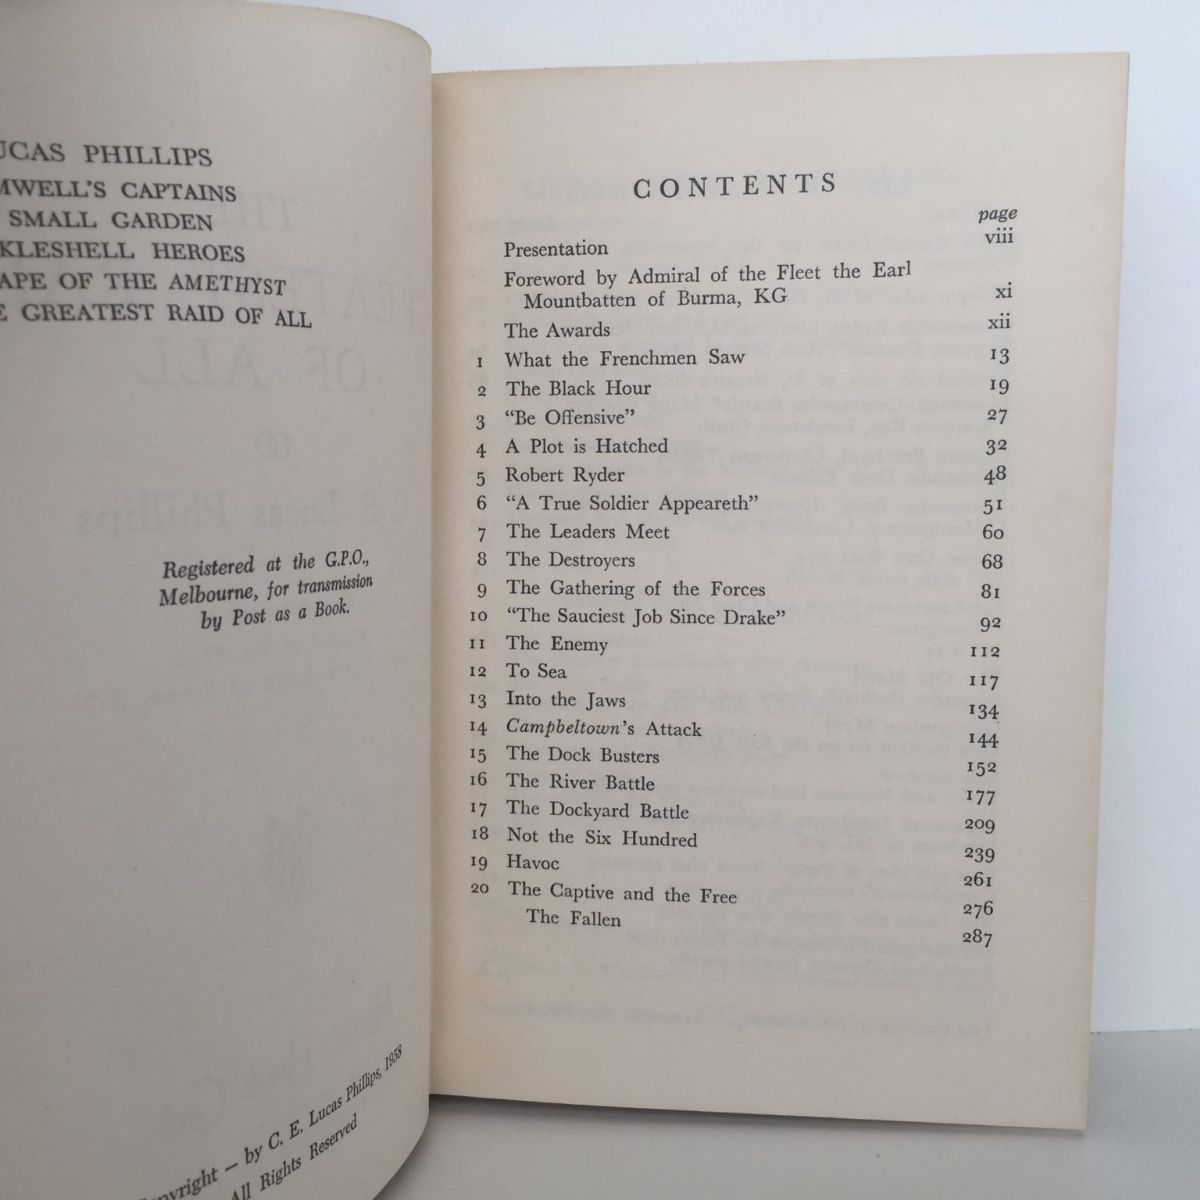 PHILLIPS
CAPTAINS
SMALL GARDEN
HEROES
OF THE AMETHYST
GREATEST RAID OF ALL
Registered at the G.P.O.,
Melbourne, for transmission
by Post as a Book.
— by C. E. Lucas Phillips, 1958
All Rights Reserved
CONTENTS
page
Presentation viii
Foreword by Admiral of the Fleet the Earl
Mountbatten of Burma, KG xi
The Awards xii
1 What the Frenchmen Saw 13
2 The Black Hour 19
3 "Be Offensive" 27
4 A Plot is Hatched 32
5 Robert Ryder 48
6 "A True Soldier Appeareth" 51
7 The Leaders Meet 60
8 The Destroyers 68
9 The Gathering of the Forces 81
10 "The Sauciest Job Since Drake" 92
11 The Enemy 112
12 To Sea 117
13 Into the Jaws 134
14 Campbeltown's Attack 144
15 The Dock Busters 152
16 The River Battle 177
17 The Dockyard Battle 209
18 Not the Six Hundred 239
19 Havoc 261
20 The Captive and the Free 276
The Fallen 287